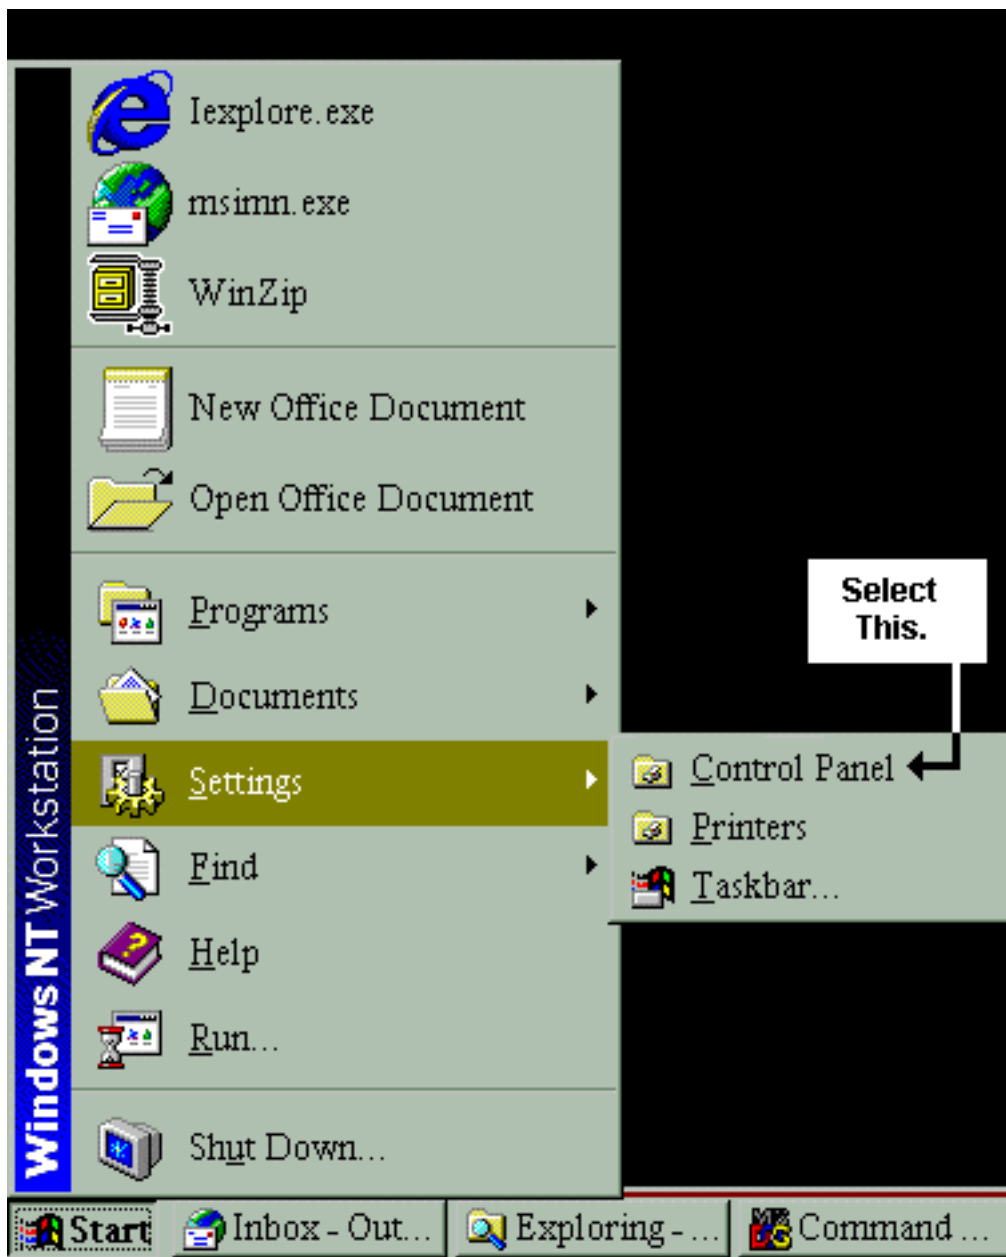 Iexplore.exe
msimn.exe
WinZip
New Office Document
Open Office Document
Programs
Documents
Settings
Find
Help
Run...
Shut Down...
Windows NT Workstation
Select
This.
Control Panel
Printers
Taskbar...
Start
Inbox - Out...
Exploring - ...
Command ...